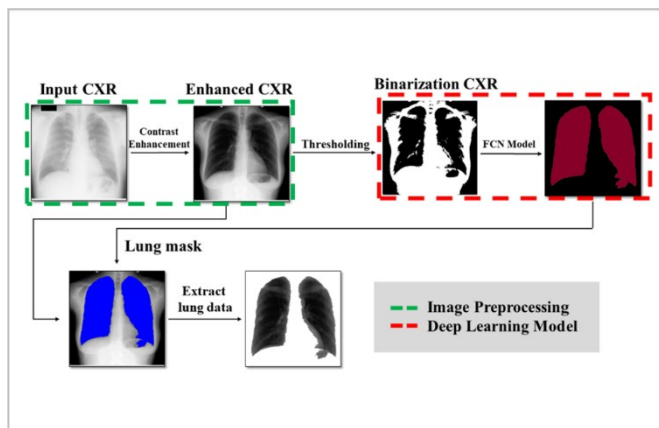 Input CXR
Enhanced CXR
Binarization CXR
Contrast
Enhancement
Thresholding
FCN Model
Lung mask
Extract
lung data
Image Preprocessing
Deep Learning Model